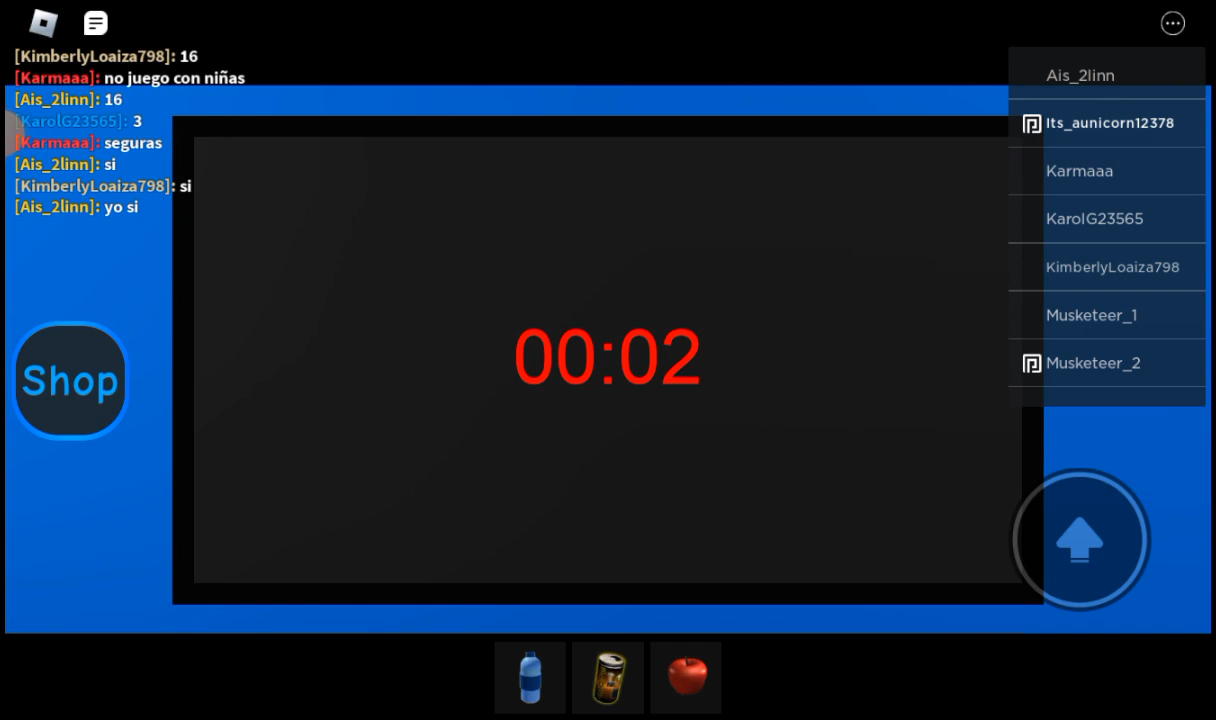 [KimberlyLoaiza798]: 16
[Karmaaa]: no juego con niñas
[Ais_2linn]: 16
[KarolG23565]: 3
[Karmaaa]: seguras
[Ais_2linn]: si
[KimberlyLoaiza798]: si
[Ais_2linn]: yo si
Ais_2linn
Its_aunicorn12378
Karmaaa
KarolG23565
KimberlyLoaiza798
Musketeer_1
Musketeer_2
00:02
Shop